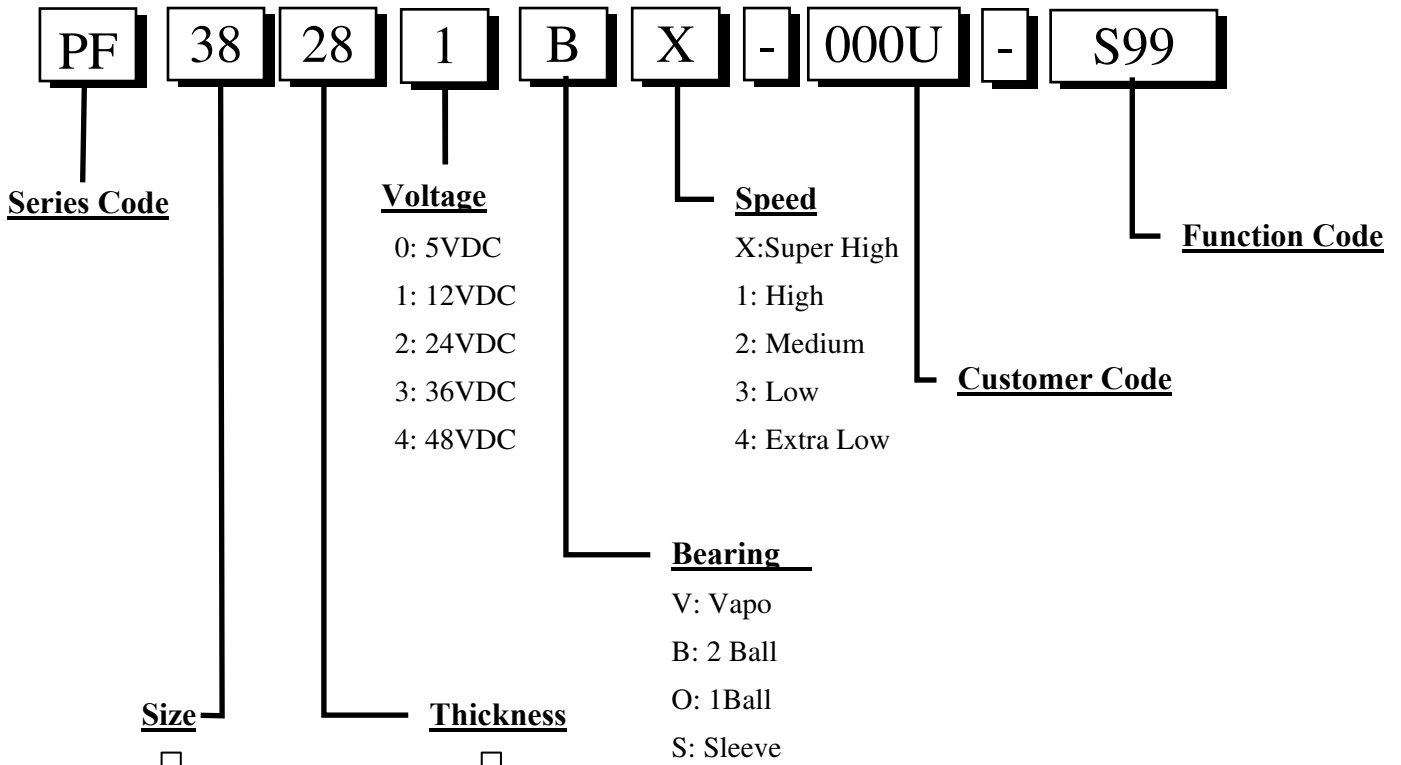 PF 38 28 1 B X - 000U - S99
Series Code
Voltage
0: 5VDC
1: 12VDC
2: 24VDC
3: 36VDC
4: 48VDC
Speed
X:Super High
1: High
2: Medium
3: Low
4: Extra Low
Function Code
Customer Code
Bearing
V: Vapo
B: 2 Ball
O: 1Ball
S: Sleeve
Size
Thickness